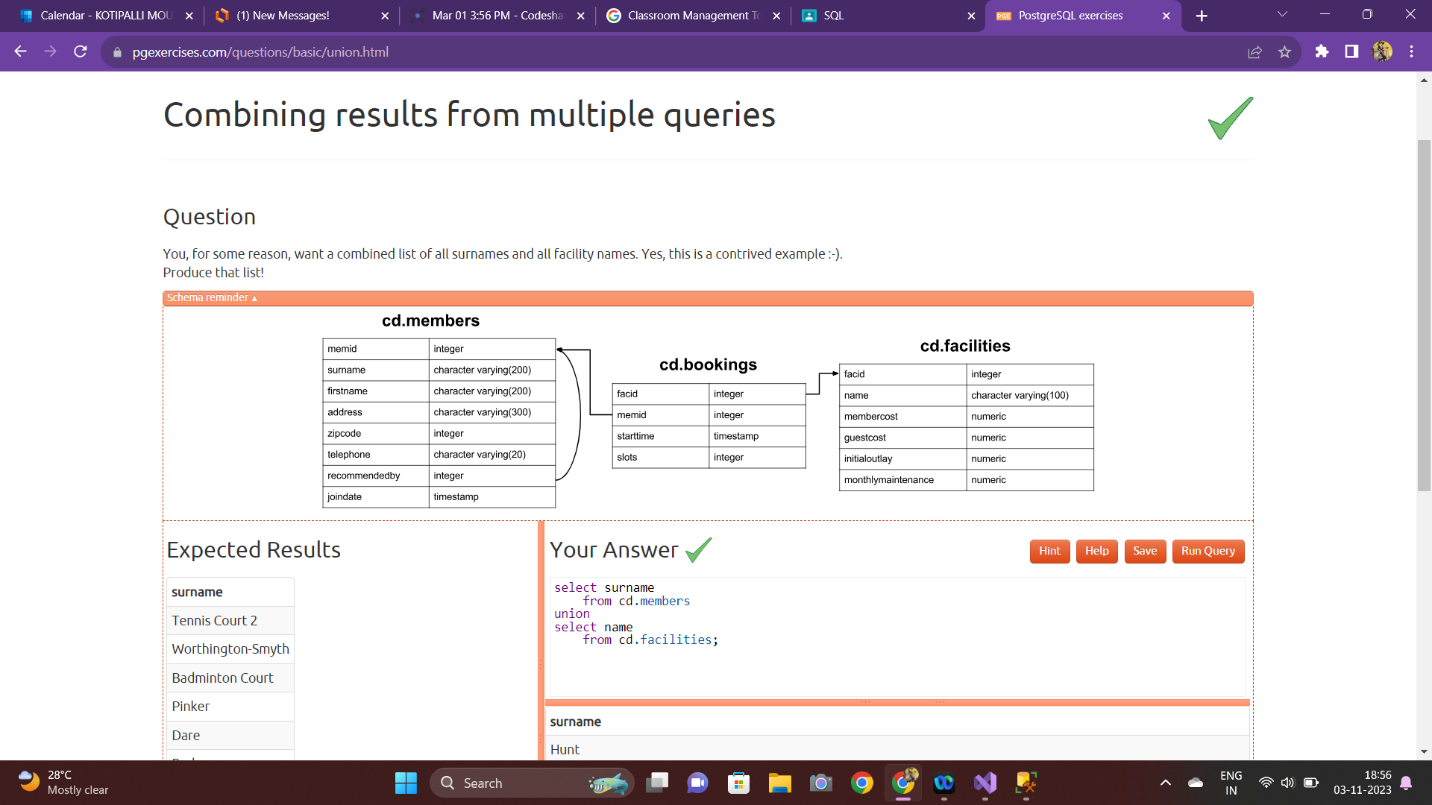 Calendar - KOTIPALLI MOU
(1) New Messages!
Mar 01 3:56 PM - Codesha
Classroom Management To
SQL
PGE PostgreSQL exercises
pgexercises.com/questions/basic/union.html
Combining results from multiple queries
Question
You, for some reason, want a combined list of all surnames and all facility names. Yes, this is a contrived example :-).
Produce that list!
Schema reminder ▴
cd.members
memid integer
surname character varying(200)
firstname character varying(200)
address character varying(300)
zipcode integer
telephone character varying(20)
recommendedby integer
joindate timestamp
cd.bookings
facid integer
memid integer
starttime timestamp
slots integer
cd.facilities
facid integer
name character varying(100)
membercost numeric
guestcost numeric
initialoutlay numeric
monthlymaintenance numeric
Expected Results
surname
Tennis Court 2
Worthington-Smyth
Badminton Court
Pinker
Dare
Your Answer
Hint Help Save Run Query
select surname
from cd.members
union
select name
from cd.facilities;
surname
Hunt
28°C
Mostly clear
Search
ENG
IN
18:56
03-11-2023